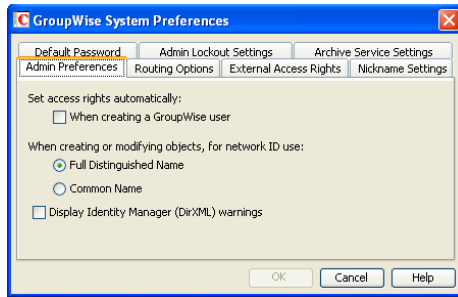 GroupWise System Preferences
Default Password Admin Lockout Settings Archive Service Settings
Admin Preferences Routing Options External Access Rights Nickname Settings
Set access rights automatically:
When creating a GroupWise user
When creating or modifying objects, for network ID use:
Full Distinguished Name
Common Name
Display Identity Manager (DirXML) warnings
OK Cancel Help